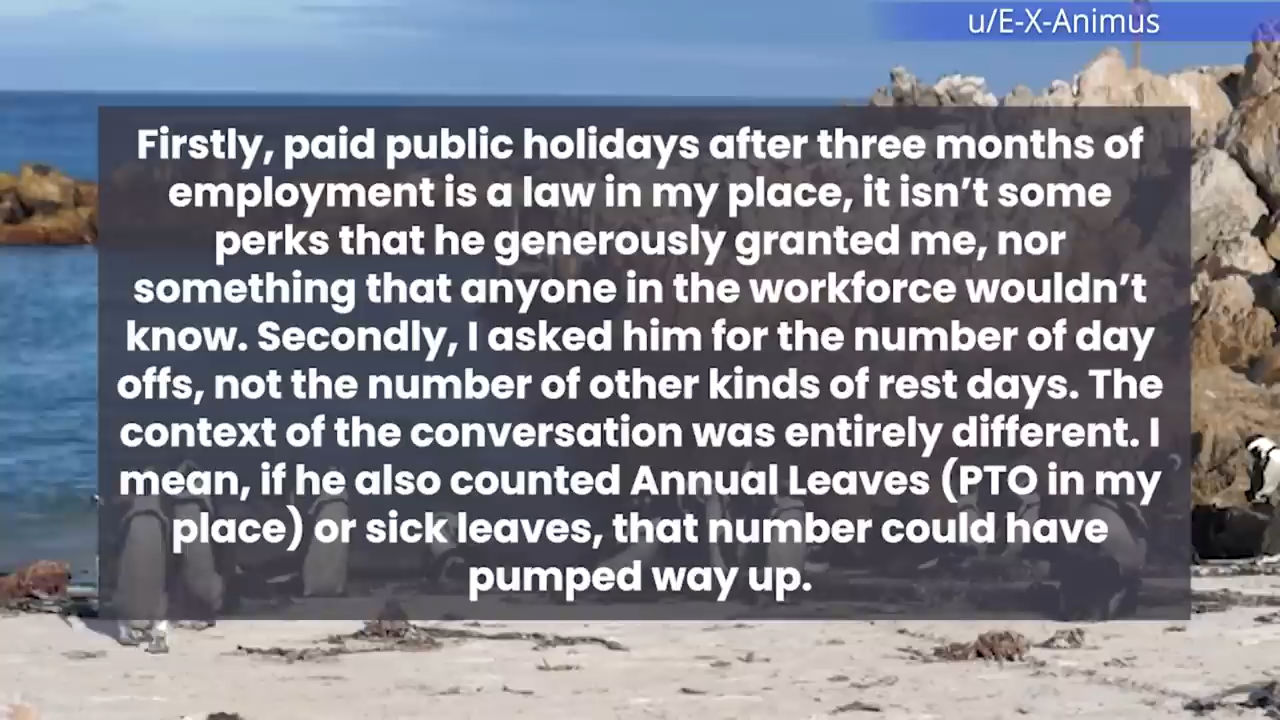 u/E-X-Animus
Firstly, paid public holidays after three months of
employment is a law in my place, it isn’t some
perks that he generously granted me, nor
something that anyone in the workforce wouldn’t
know. Secondly, I asked him for the number of day
offs, not the number of other kinds of rest days. The
context of the conversation was entirely different. I
mean, if he also counted Annual Leaves (PTO in my
place) or sick leaves, that number could have
pumped way up.